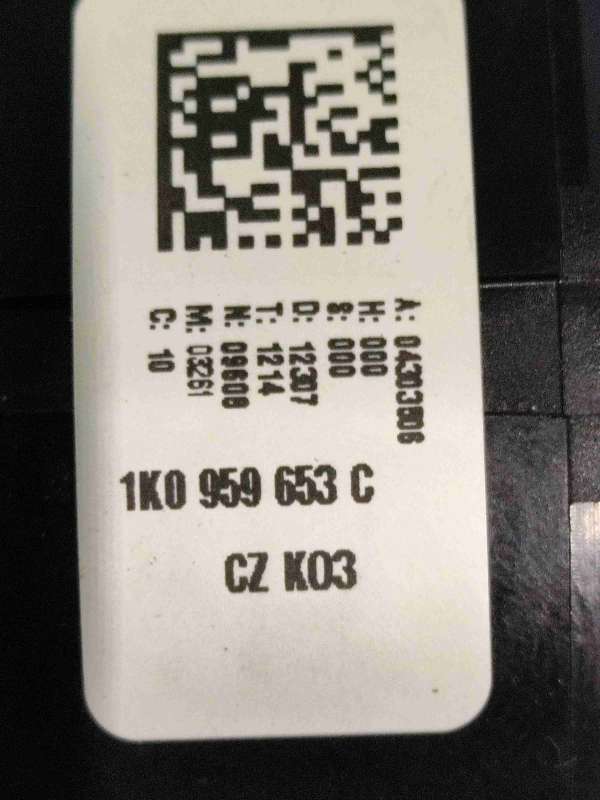 A: 04303806
H: 000
S: 000
D: 12307
T: 1214
N: 09608
M: 03261
C: 10
1K0 959 653 C
CZ K03